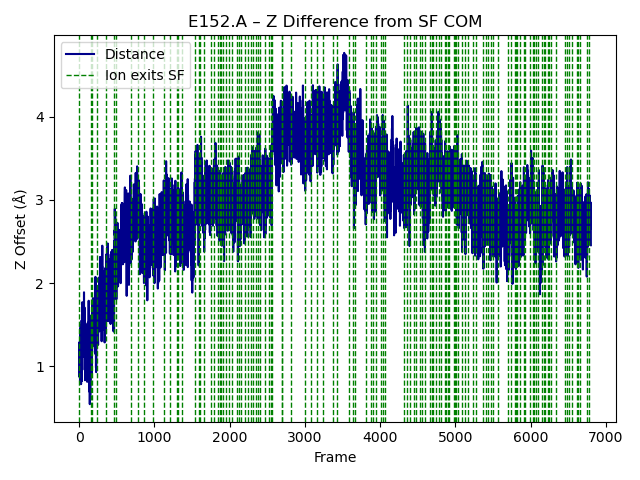 E152.A – Z Difference from SF COM
Distance
Ion exits SF
Z Offset (Å)
4
3
2
1
0
1000
2000
3000
4000
5000
6000
7000
Frame